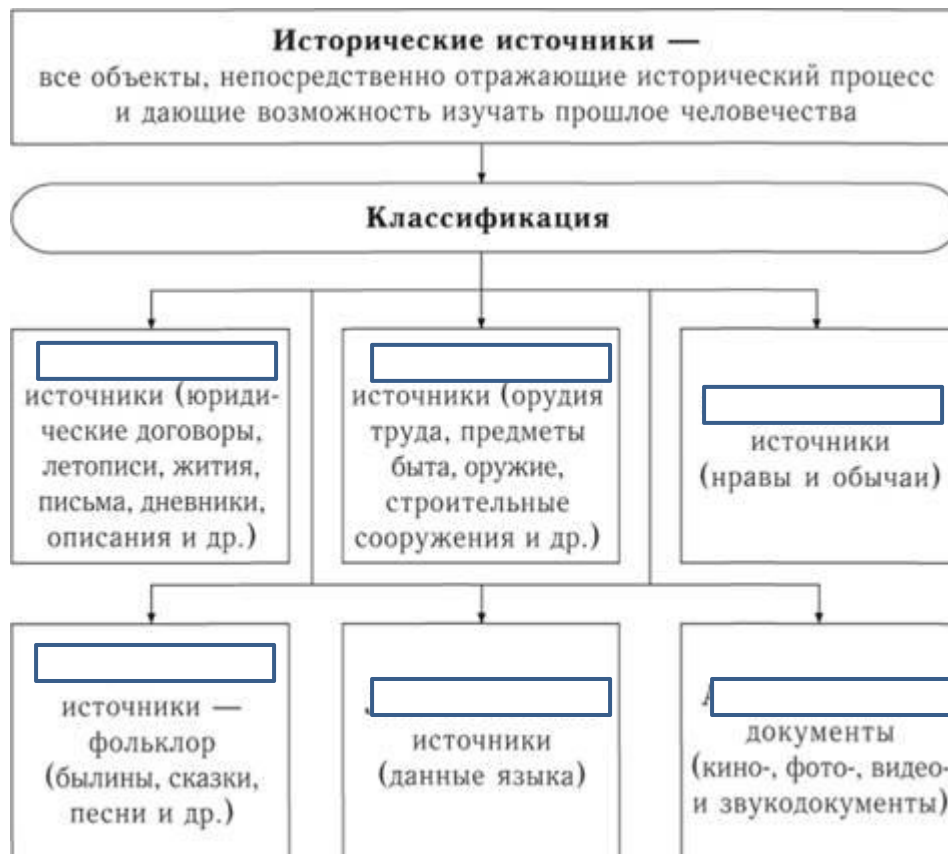 Исторические источники —
все объекты, непосредственно отражающие исторический процесс
и дающие возможность изучать прошлое человечества
Классификация
источники (юриди-
ческие договоры,
летописи, жития,
письма, дневники,
описания и др.)
источники (орудия
труда, предметы
быта, оружие,
строительные
сооружения и др.)
источники
(нравы и обычаи)
источники —
фольклор
(былины, сказки,
песни и др.)
источники
(данные языка)
документы
(кино-, фото-, видео-
и звукодокументы)